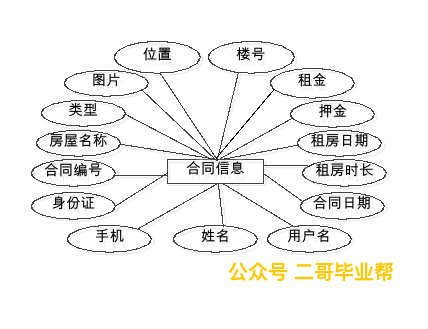 位置
楼号
图片
租金
类型
押金
房屋名称
租房日期
合同信息
合同编号
租房时长
身份证
合同日期
手机
姓名
用户名
公众号 二哥毕业帮